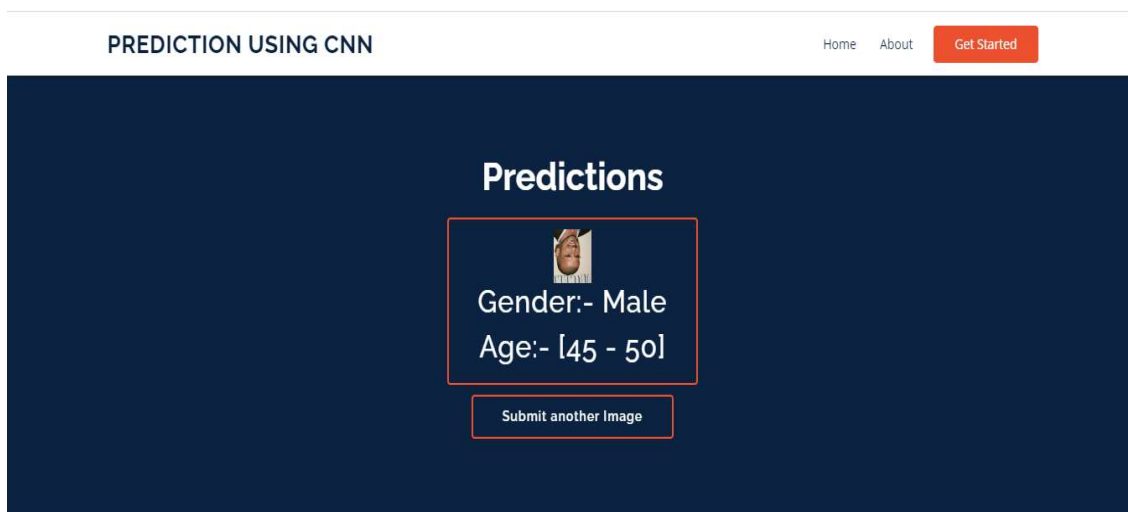 PREDICTION USING CNN
Home About Get Started
Predictions
Gender:- Male
Age:- [45 - 50]
Submit another Image